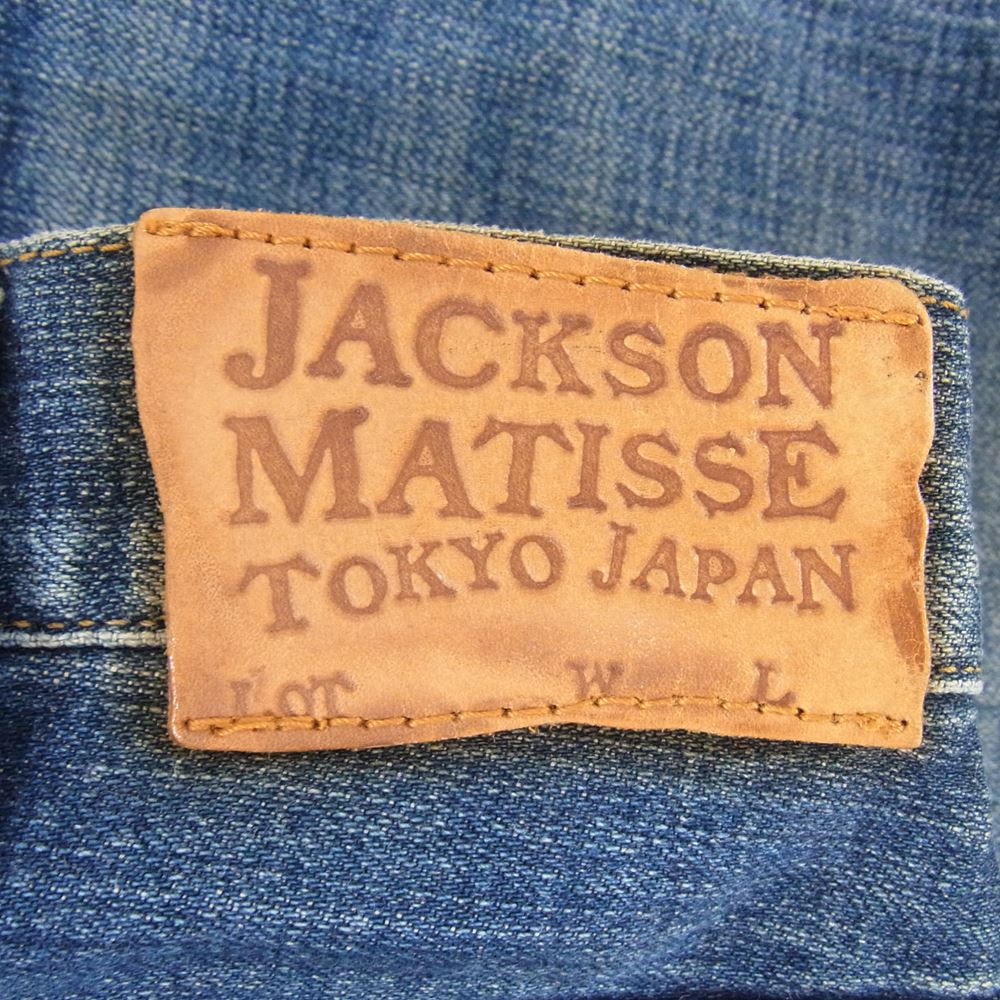 JACKSON
MATISSE
TOKYO JAPAN
LOT W L